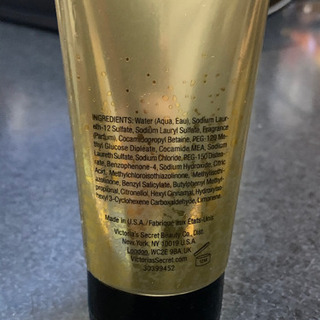 INGREDIENTS: Water (Aqua, Eau), Sodium Laur-
eth-12 Sulfate, Sodium Lauryl Sulfate, Fragrance
(Parfum), Cocamidopropyl Betaine, PEG-120 Me-
thyl Glucose Dioleate, Cocamide MEA, Sodium
Laureth Sulfate, Sodium Chloride, PEG-150 Distea-
rate, Benzophenone-4, Sodium Hydroxide, Citric
Acid, Methylchloroisothiazolinone, Methylisothi-
azolinone, Benzyl Salicylate, Butylphenyl Methyl-
propional, Citronellol, Hexyl Cinnamal, Hydroxyiso-
hexyl 3-Cyclohexene Carboxaldehyde, Limonene
Made in U.S.A. / Fabriqué aux États-Unis
Victoria's Secret Beauty Co., Dist.
New York, NY 10019 U.S.A.
London, WC2E 9RA, UK
VictoriasSecret.com